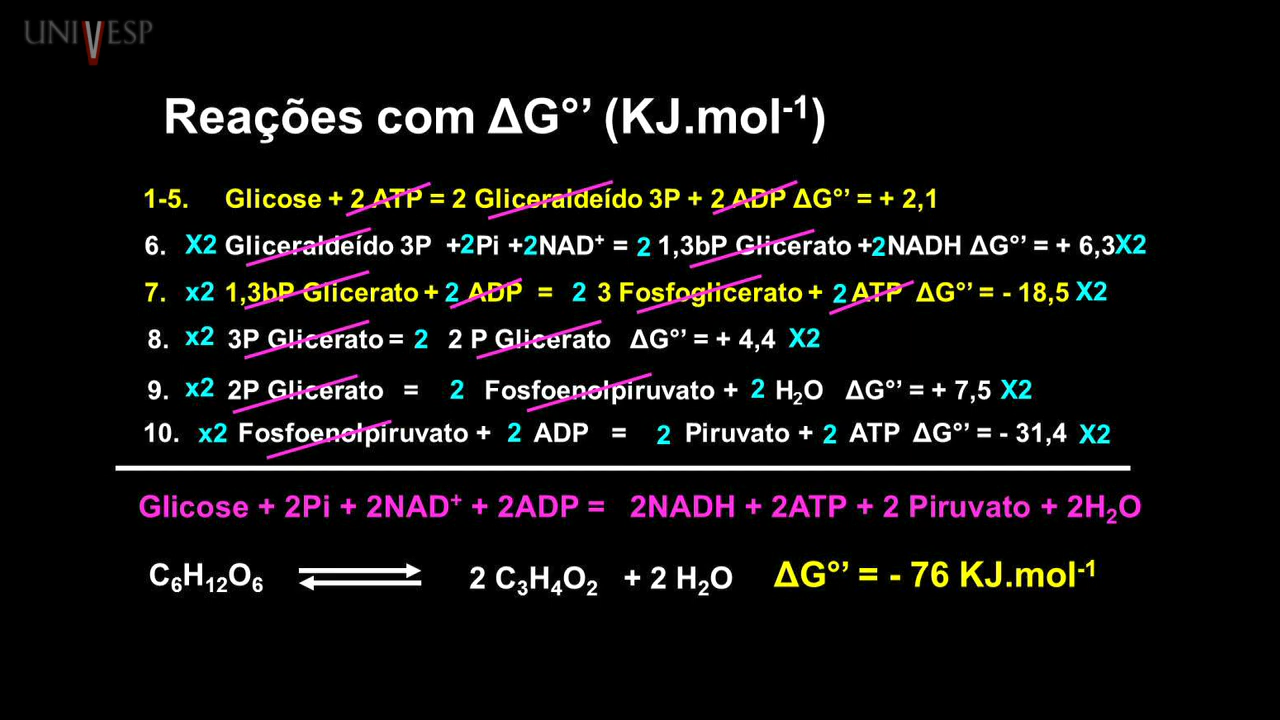 UNIVESP
Reações com ΔG°’ (KJ.mol-1)
1-5. Glicose + 2 ATP = 2 Gliceraldeído 3P + 2 ADP ΔG°’ = + 2,1
6. X2 Gliceraldeído 3P +2Pi +2NAD+ = 2 1,3bP Glicerato +2NADH ΔG°’ = + 6,3X2
7. x2 1,3bP Glicerato + 2 ADP = 2 3 Fosfoglicerato + 2 ATP ΔG°’ = - 18,5 X2
8. x2 3P Glicerato = 2 2 P Glicerato ΔG°’ = + 4,4 X2
9. x2 2P Glicerato = 2 Fosfoenolpiruvato + 2 H2O ΔG°’ = + 7,5 X2
10. x2 Fosfoenolpiruvato + 2 ADP = 2 Piruvato + 2 ATP ΔG°’ = - 31,4 X2
Glicose + 2Pi + 2NAD+ + 2ADP = 2NADH + 2ATP + 2 Piruvato + 2H2O
C6H12O6 2 C3H4O2 + 2 H2O ΔG°’ = - 76 KJ.mol-1